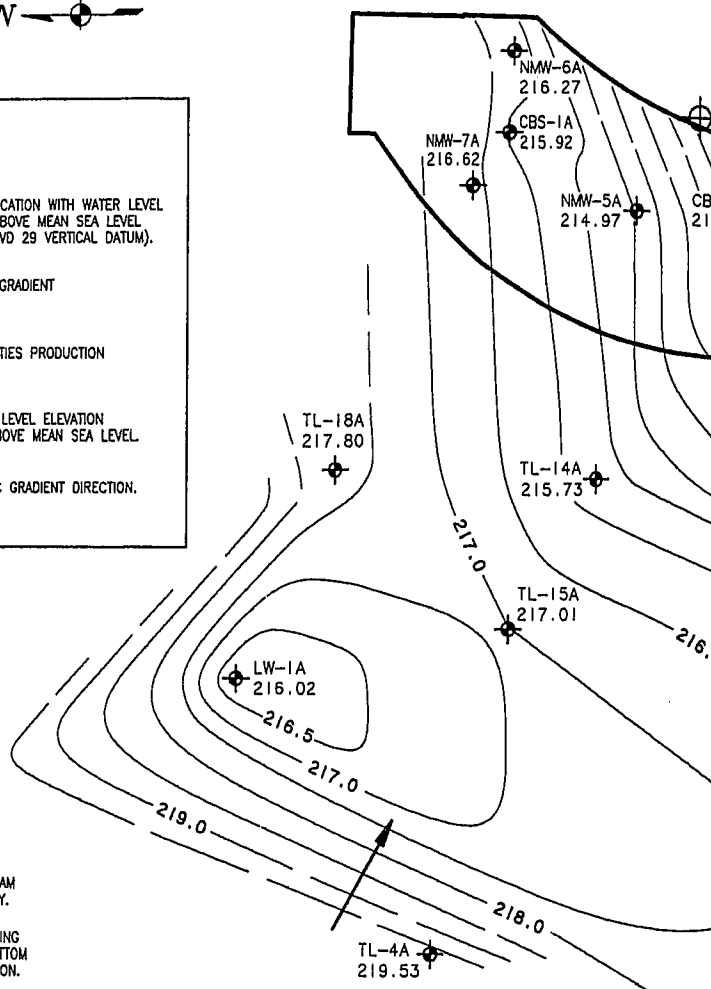 N
CATION WITH WATER LEVEL
BOVE MEAN SEA LEVEL
VD 29 VERTICAL DATUM).
GRADIENT
TIES PRODUCTION
LEVEL ELEVATION
BOVE MEAN SEA LEVEL.
C GRADIENT DIRECTION.
NMW-6A
216.27
CBS-1A
215.92
NMW-7A
216.62
NMW-5A
214.97
CB
21
TL-18A
217.80
TL-14A
215.73
217.0
TL-15A
217.01
216.
LW-1A
216.02
216.5
217.0
219.0
218.0
TL-4A
219.53
AM
Y.
ING
TTOM
ON.